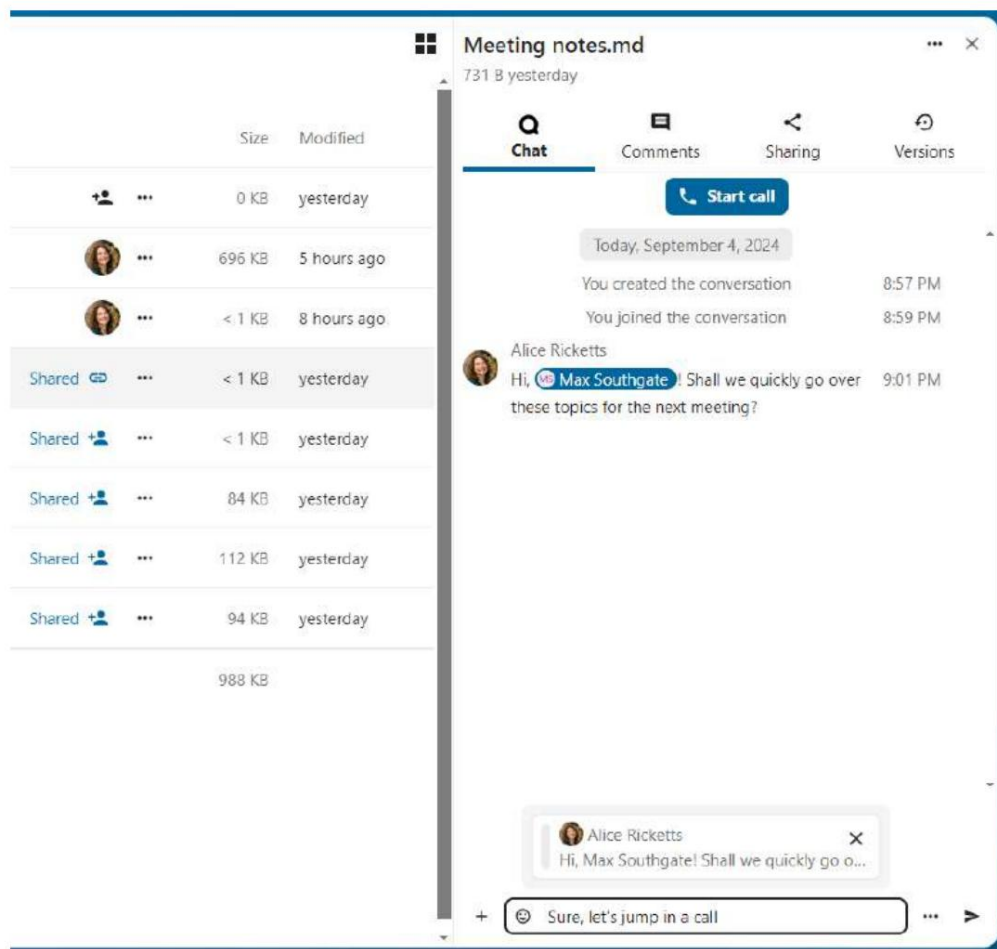 Meeting notes.md
731 B yesterday
Chat Comments Sharing Versions
Start call
Size Modified
0 KB yesterday
696 KB 5 hours ago
< 1 KB 8 hours ago
Shared < 1 KB yesterday
Shared < 1 KB yesterday
Shared 84 KB yesterday
Shared 112 KB yesterday
Shared 94 KB yesterday
988 KB
Today, September 4, 2024
You created the conversation 8:57 PM
You joined the conversation 8:59 PM
Alice Ricketts
Hi, MS Max Southgate ! Shall we quickly go over 9:01 PM
these topics for the next meeting?
Alice Ricketts
Hi, Max Southgate! Shall we quickly go o...
Sure, let's jump in a call